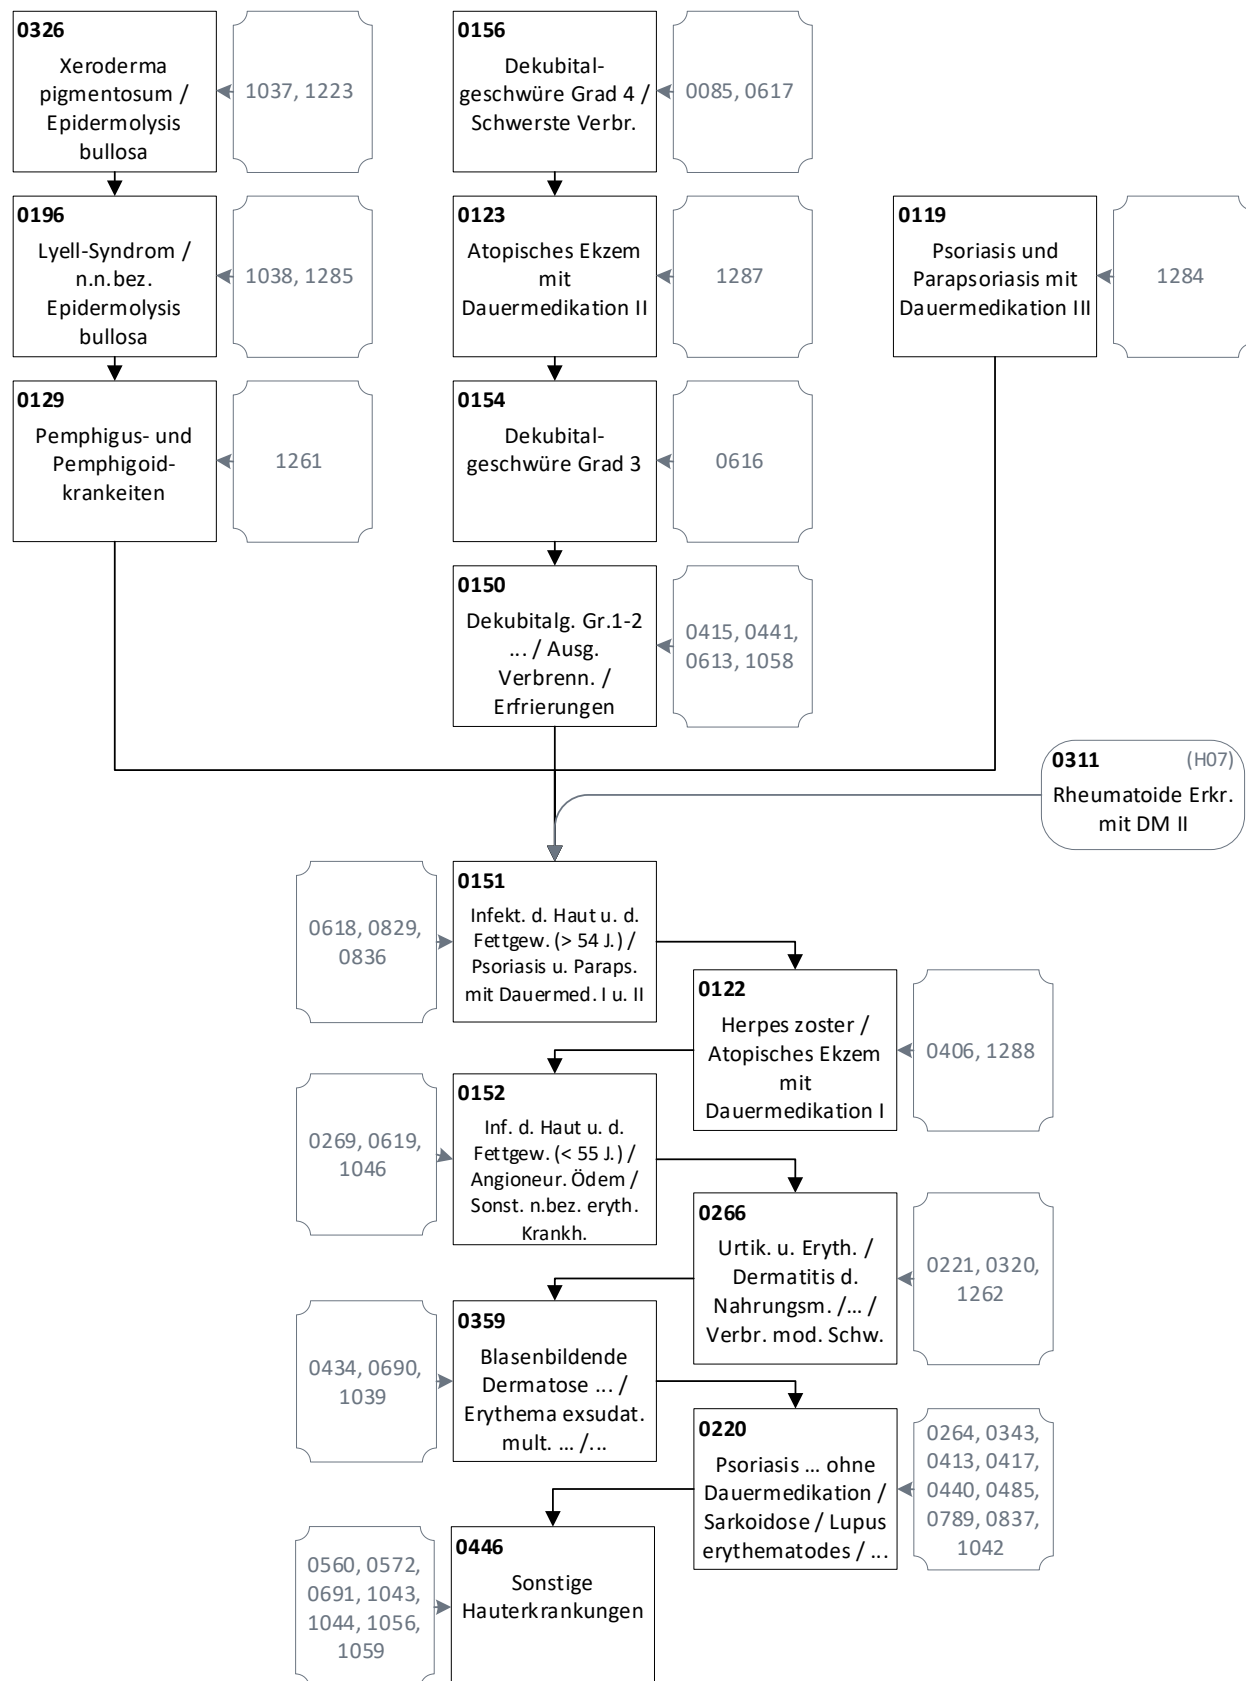 0326
Xeroderma
pigmentosum /
Epidermolysis
bullosa
1037, 1223
0156
Dekubital-
geschwüre Grad 4 /
Schwerste Verbr.
0085, 0617
0196
Lyell-Syndrom /
n.n.bez.
Epidermolysis
bullosa
1038, 1285
0123
Atopisches Ekzem
mit
Dauermedikation II
1287
0119
Psoriasis und
Parapsoriasis mit
Dauermedikation III
1284
0129
Pemphigus- und
Pemphigoid-
krankeiten
1261
0154
Dekubital-
geschwüre Grad 3
0616
0150
Dekubitalg. Gr.1-2
... / Ausg.
Verbrenn. /
Erfrierungen
0415, 0441,
0613, 1058
0311 (H07)
Rheumatoide Erkr.
mit DM II
0618, 0829,
0836
0151
Infekt. d. Haut u. d.
Fettgew. (> 54 J.) /
Psoriasis u. Paraps.
mit Dauermed. I u. II
0122
Herpes zoster /
Atopisches Ekzem
mit
Dauermedikation I
0406, 1288
0269, 0619,
1046
0152
Inf. d. Haut u. d.
Fettgew. (< 55 J.) /
Angioneur. Ödem /
Sonst. n.bez. eryth.
Krankh.
0266
Urtik. u. Eryth. /
Dermatitis d.
Nahrungsm. /... /
Verbr. mod. Schw.
0221, 0320,
1262
0434, 0690,
1039
0359
Blasenbildende
Dermatose ... /
Erythema exsudat.
mult. ... /...
0220
Psoriasis ... ohne
Dauermedikation /
Sarkoidose / Lupus
erythematodes / ...
0264, 0343,
0413, 0417,
0440, 0485,
0789, 0837,
1042
0560, 0572,
0691, 1043,
1044, 1056,
1059
0446
Sonstige
Hauterkrankungen